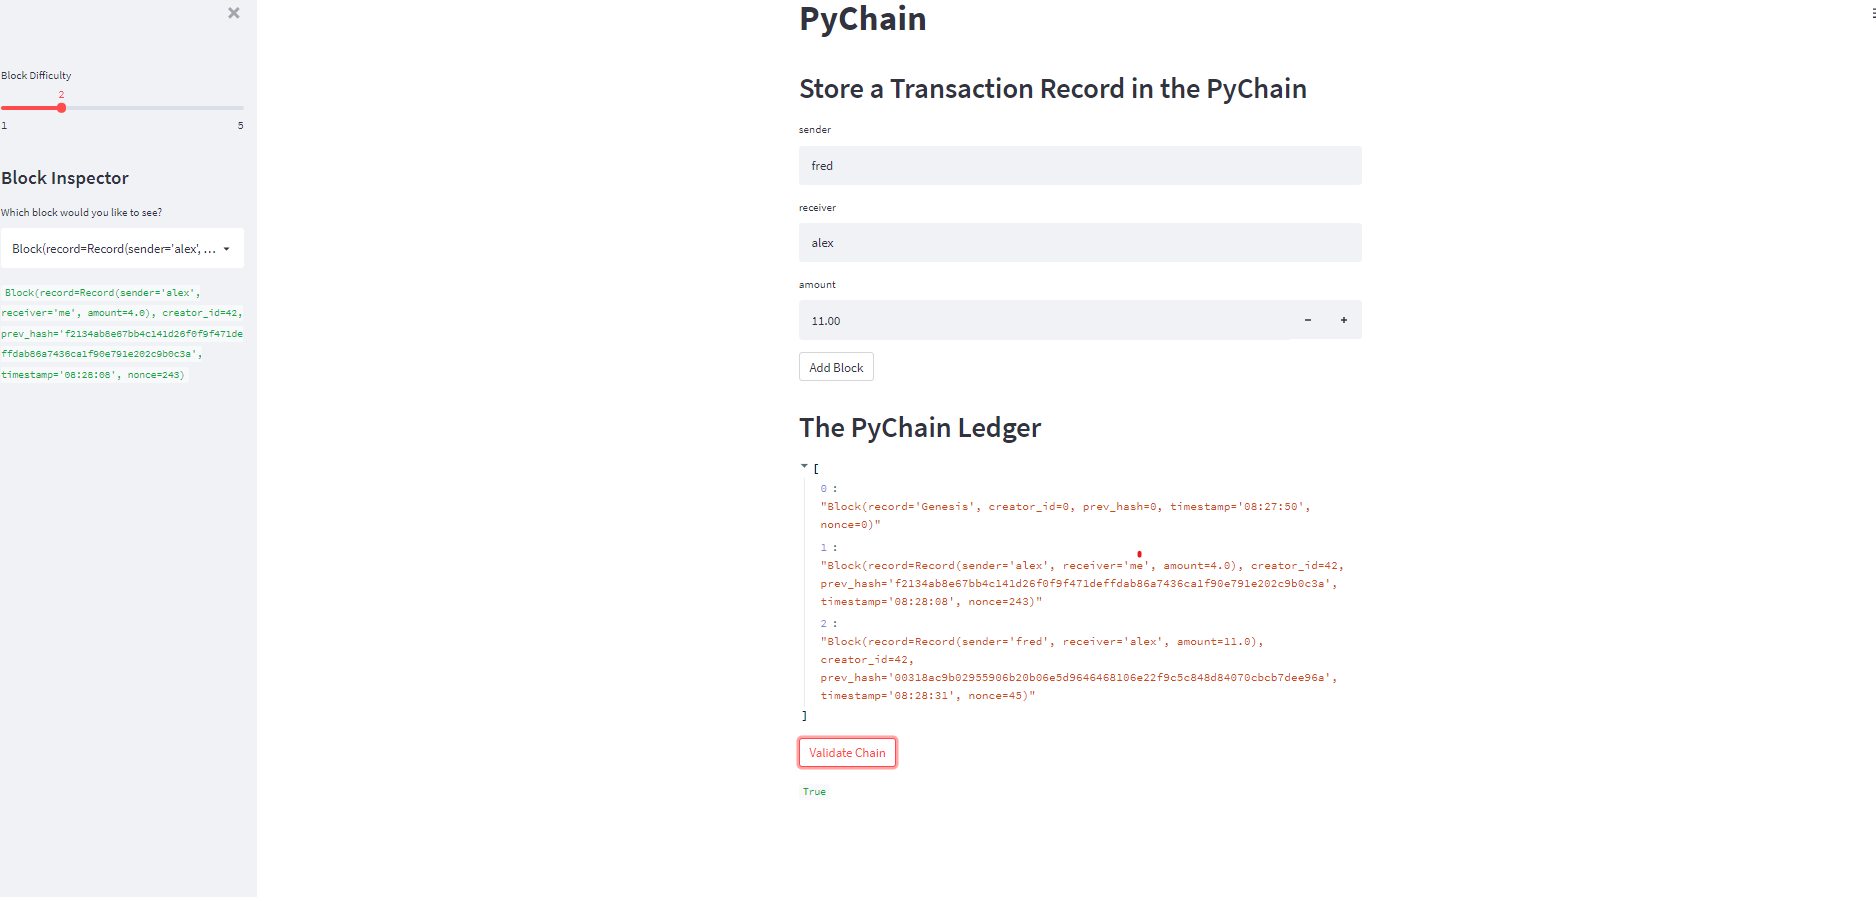 Block Difficulty
2
1 5
Block Inspector
Which block would you like to see?
Block(record=Record(sender='alex', ...
Block(record=Record(sender='alex',
receiver='me', amount=4.0), creator_id=42,
prev_hash='f2134ab8e67bb4c141d26f0f9f471de
ffdab86a7436ca1f90e791e202c9b0c3a',
timestamp='08:28:08', nonce=243)
PyChain
Store a Transaction Record in the PyChain
sender
fred
receiver
alex
amount
11.00
Add Block
The PyChain Ledger
[
0 :
"Block(record='Genesis', creator_id=0, prev_hash=0, timestamp='08:27:50',
nonce=0)"
1 :
"Block(record=Record(sender='alex', receiver='me', amount=4.0), creator_id=42,
prev_hash='f2134ab8e67bb4c141d26f0f9f471deffdab86a7436ca1f90e791e202c9b0c3a',
timestamp='08:28:08', nonce=243)"
2 :
"Block(record=Record(sender='fred', receiver='alex', amount=11.0),
creator_id=42,
prev_hash='00318ac9b02955906b20b06e5d9646468106e22f9c5c848d84070cbcb7dee96a',
timestamp='08:28:31', nonce=45)"
]
Validate Chain
True